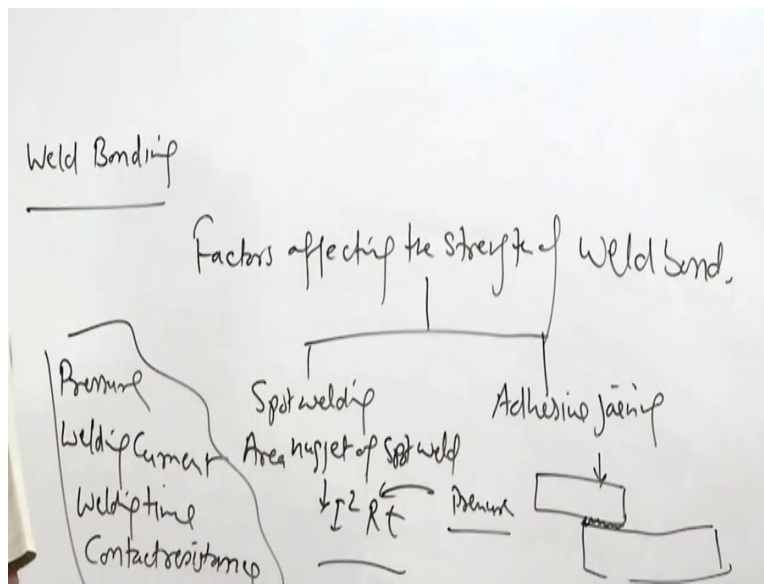 Weld Bonding
Factors affecting the strength of weld bond.
Pressure
Welding Current
Welding time
Contact resistance
Spot welding
Area nugget of spot weld
I² R t
Pressure
Adhesive joining